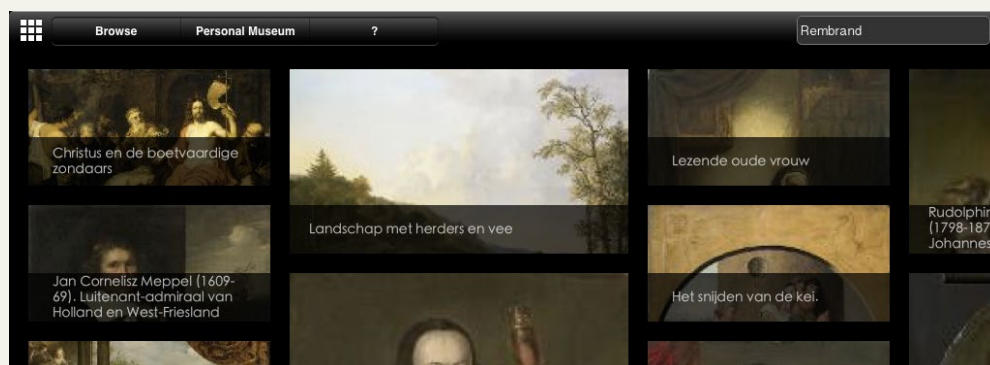 Browse
Personal Museum
?
Rembrand
Christus en de boetvaardige
zondaars
Landschap met herders en vee
Lezende oude vrouw
Rudolphin
(1798-187
Johannes
Jan Cornelisz Meppel (1609-
69). Luitenant-admiraal van
Holland en West-Friesland
Het snijden van de kei.